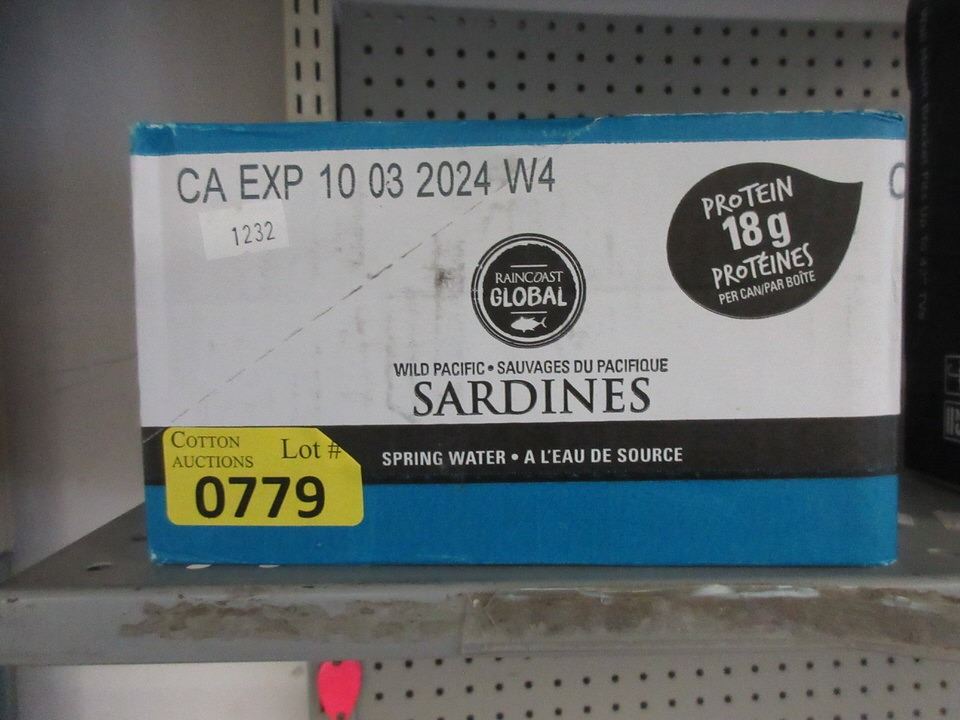 CA EXP 10 03 2024 W4
1232
PROTEIN
18 g
PROTÉINES
PER CAN/PAR BOÎTE
RAINCOAST
GLOBAL
WILD PACIFIC • SAUVAGES DU PACIFIQUE
SARDINES
SPRING WATER • A L'EAU DE SOURCE
COTTON
AUCTIONS
Lot #
0779